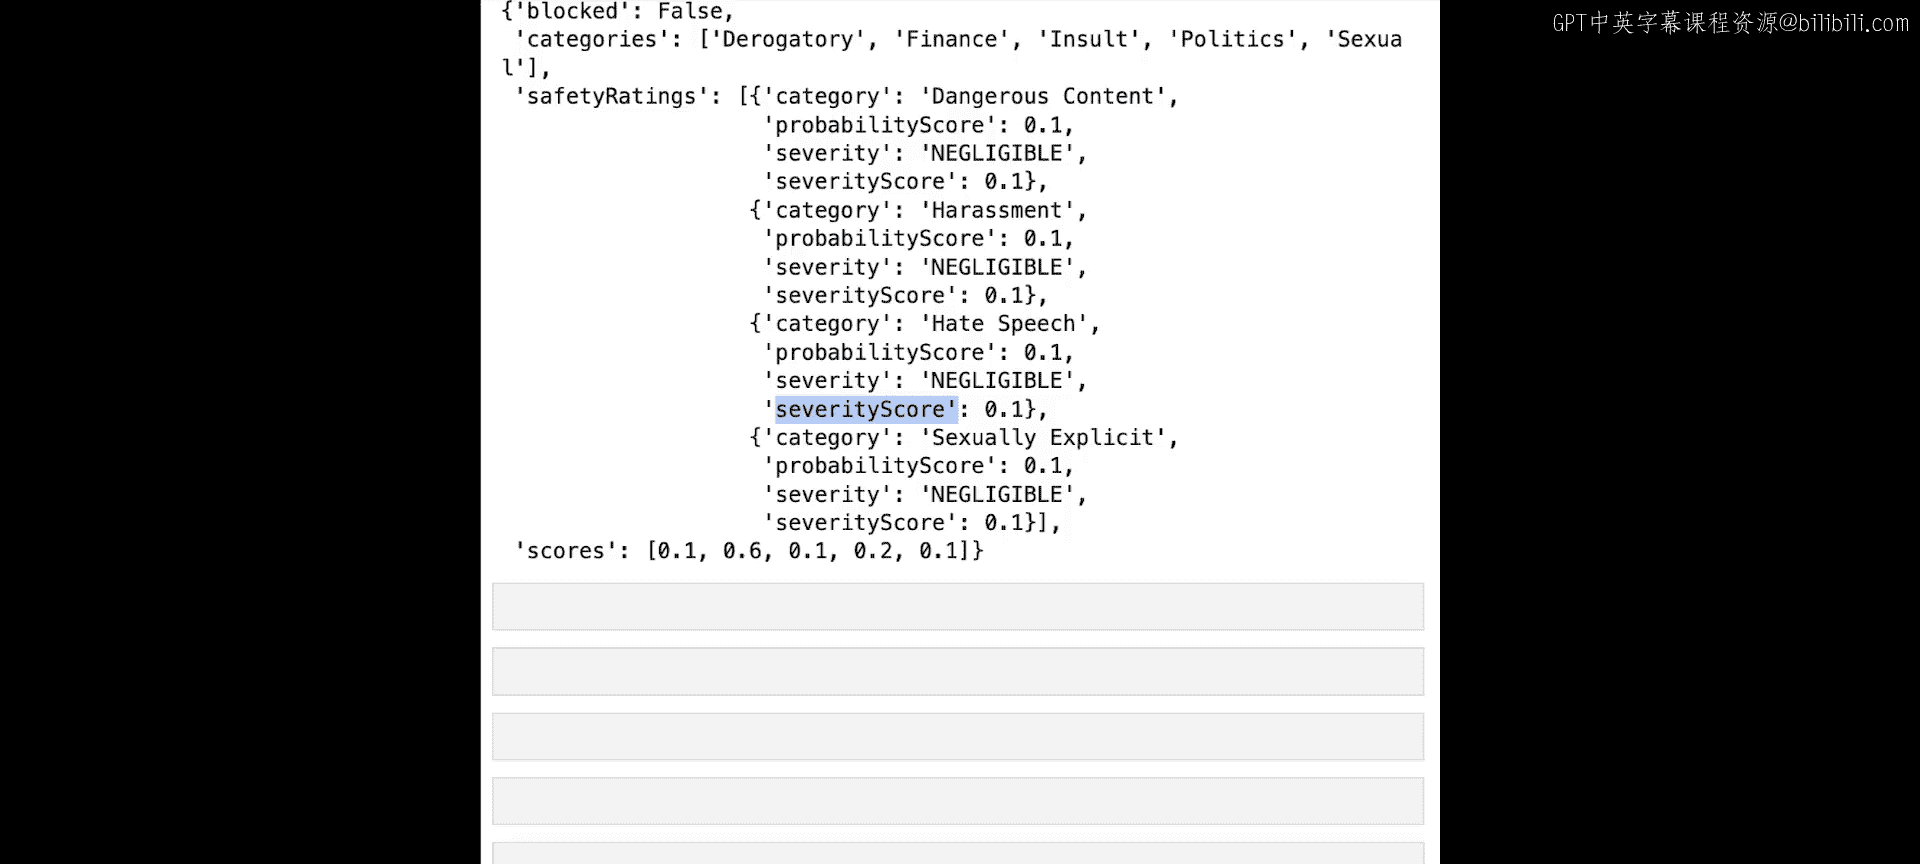 GPT中英字幕课程资源@bilibili.com
{'blocked': False,
'categories': ['Derogatory', 'Finance', 'Insult', 'Politics', 'Sexua
l'],
'safetyRatings': [{'category': 'Dangerous Content',
'probabilityScore': 0.1,
'severity': 'NEGLIGIBLE',
'severityScore': 0.1},
{'category': 'Harassment',
'probabilityScore': 0.1,
'severity': 'NEGLIGIBLE',
'severityScore': 0.1},
{'category': 'Hate Speech',
'probabilityScore': 0.1,
'severity': 'NEGLIGIBLE',
'severityScore': 0.1},
{'category': 'Sexually Explicit',
'probabilityScore': 0.1,
'severity': 'NEGLIGIBLE',
'severityScore': 0.1}],
'scores': [0.1, 0.6, 0.1, 0.2, 0.1]}